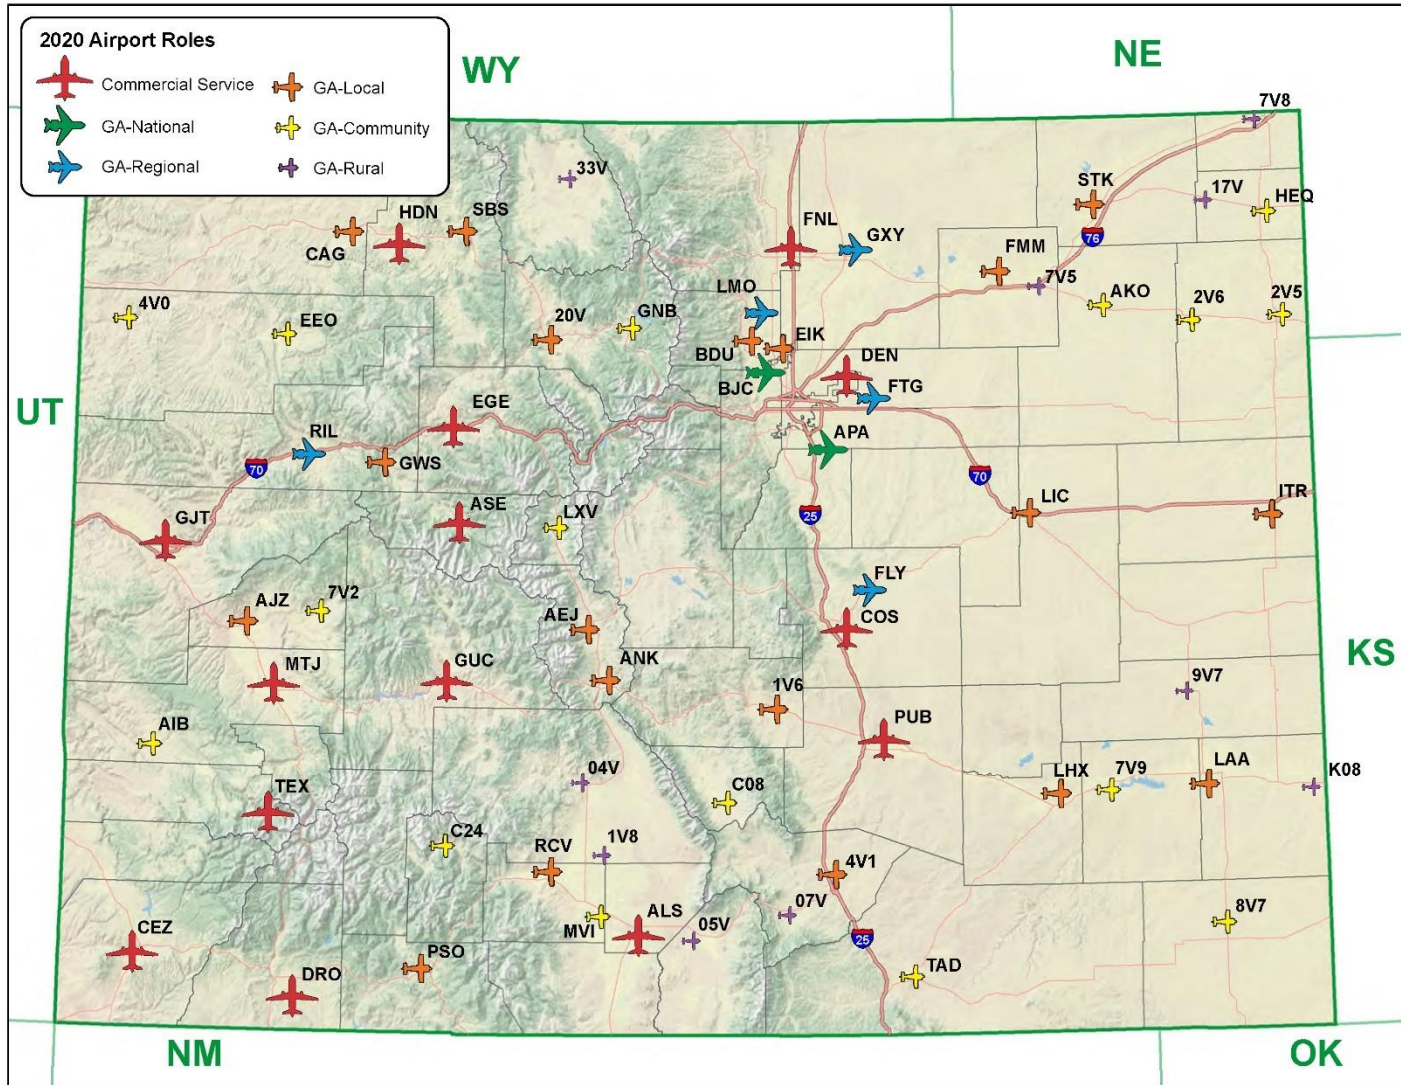 2020 Airport Roles
Commercial Service
GA-Local
GA-National
GA-Community
GA-Regional
GA-Rural
WY
NE
7V8
33V
STK
17V
HEQ
HDN
SBS
CAG
FNL
GXY
76
FMM
7V5
4V0
EEO
LMO
GNB
20V
AKO
2V6
2V5
EIK
BDU
BJC
DEN
FTG
UT
EGE
RIL
GWS
70
APA
70
LIC
ITR
ASE
LXV
25
GJT
AJZ
7V2
AEJ
FLY
COS
KS
MTJ
GUC
ANK
1V6
9V7
AIB
PUB
TEX
04V
C08
LHX
7V9
LAA
K08
C24
RCV
1V8
4V1
07V
8V7
MVI
ALS
05V
25
CEZ
PSO
TAD
DRO
NM
OK